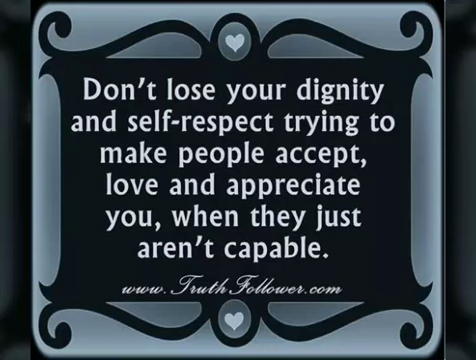 Don't lose your dignity
and self-respect trying to
make people accept,
love and appreciate
you, when they just
aren't capable.
www.TruthFollower.com